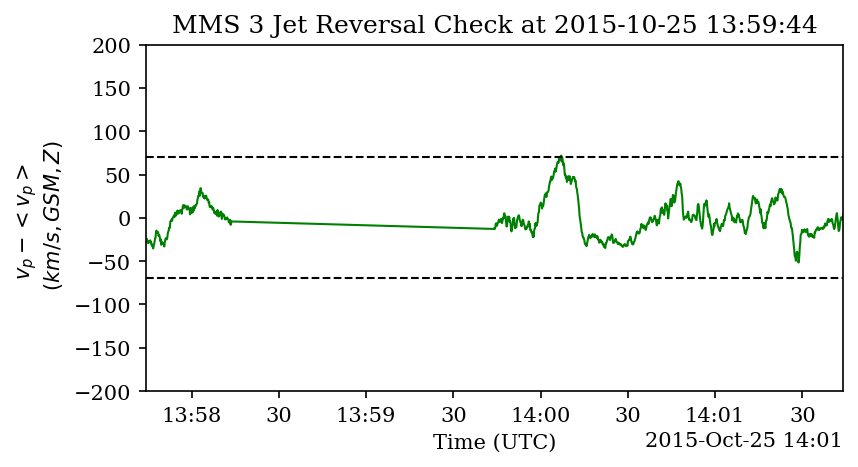 MMS 3 Jet Reversal Check at 2015-10-25 13:59:44
200
150
100
50
0
−50
−100
−150
−200
v_p − < v_p >
(km/s, GSM, Z)
13:58 30 13:59 30 14:00 30 14:01 30
Time (UTC)
2015-Oct-25 14:01